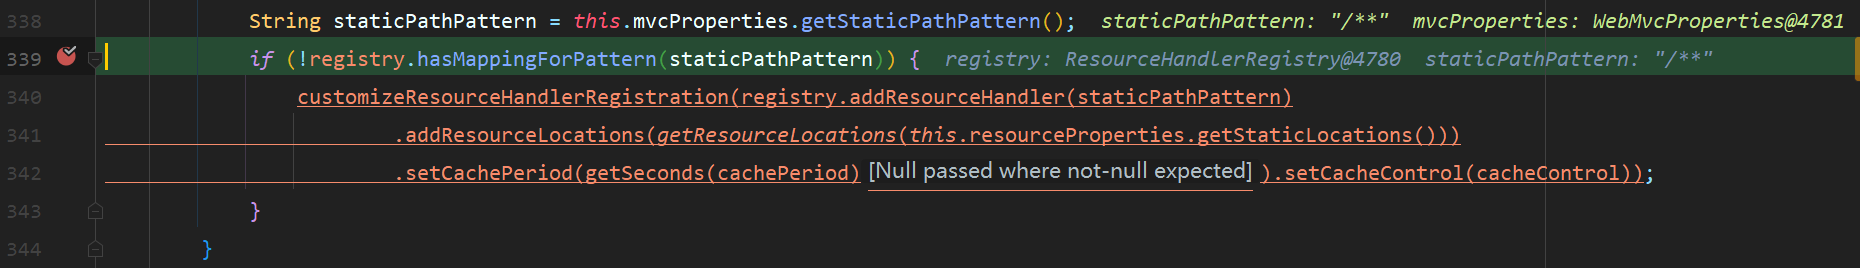 338 String staticPathPattern = this.mvcProperties.getStaticPathPattern(); staticPathPattern: "/**" mvcProperties: WebMvcProperties@4781
339 if (!registry.hasMappingForPattern(staticPathPattern)) { registry: ResourceHandlerRegistry@4780 staticPathPattern: "/**"
340 customizeResourceHandlerRegistration(registry.addResourceHandler(staticPathPattern)
341 .addResourceLocations(getResourceLocations(this.resourceProperties.getStaticLocations()))
342 .setCachePeriod(getSeconds(cachePeriod) [Null passed where not-null expected] ).setCacheControl(cacheControl));
343 }
344 }